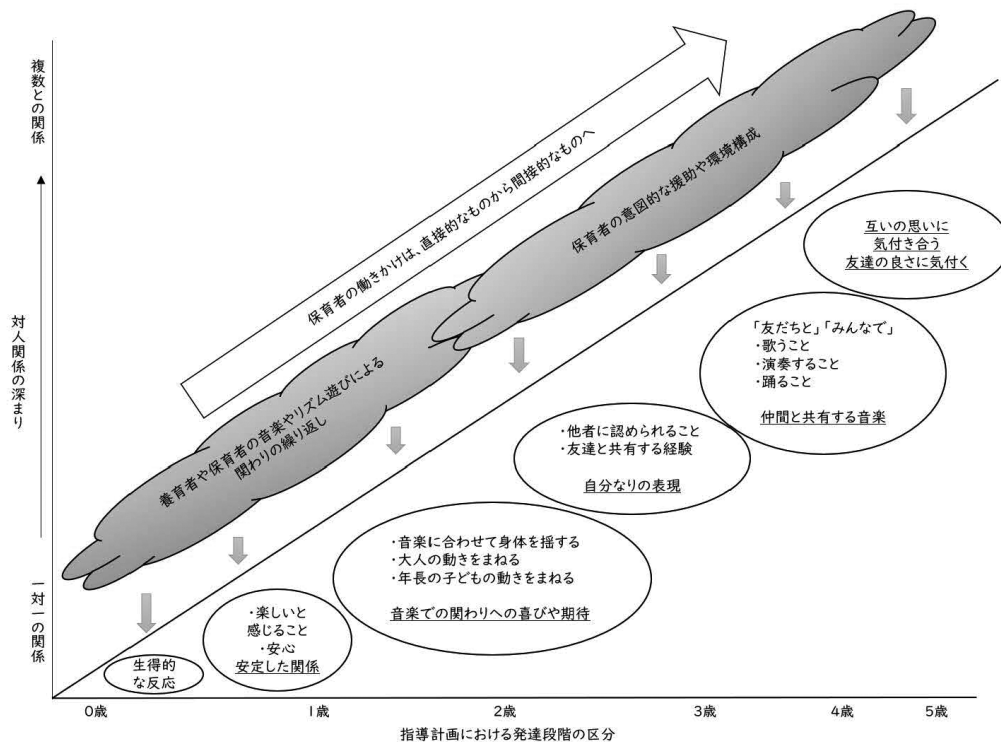 複数との関係
対人関係の深まり
一対一の関係
保育者の働きかけは、直接的なものから間接的なものへ
保育者の意図的な援助や環境構成
養育者や保育者の音楽やリズム遊びによる
関わりの繰り返し
互いの思いに
気付き合う
友達の良さに気付く
「友だちと」「みんなで」
・歌うこと
・演奏すること
・踊ること
仲間と共有する音楽
・他者に認められること
・友達と共有する経験
自分なりの表現
・音楽に合わせて身体を揺する
・大人の動きをまねる
・年長の子どもの動きをまねる
音楽での関わりへの喜びや期待
・楽しいと
感じること
・安心
安定した関係
生得的
な反応
0歳 1歳 2歳 3歳 4歳 5歳
指導計画における発達段階の区分